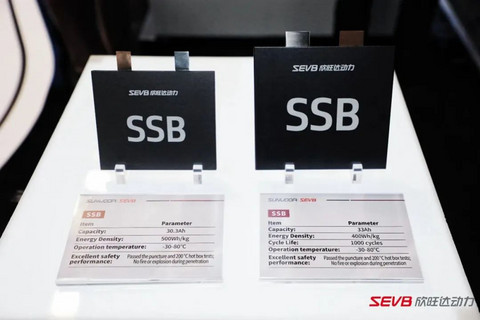 SEVB 欣旺达动力
SSB
SEVB 欣旺达动力
SSB
SUNWODA SEVB
SSB
Item Parameter
Capacity: 30.3Ah
Energy Density: 500Wh/kg
Operation temperature: -30-80℃
Excellent safety performance: Passed the puncture and 200 ℃ hot box tests;
No fire or explosion during penetration
SUNWODA SEVB
SSB
Item Parameter
Capacity: 33Ah
Energy Density: 400Wh/kg
Cycle Life: 1000 cycles
Operation temperature: -30-80℃
Excellent safety performance: Passed the puncture and 200 ℃ hot box tests;
No fire or explosion during penetration
SEVB 欣旺达动力